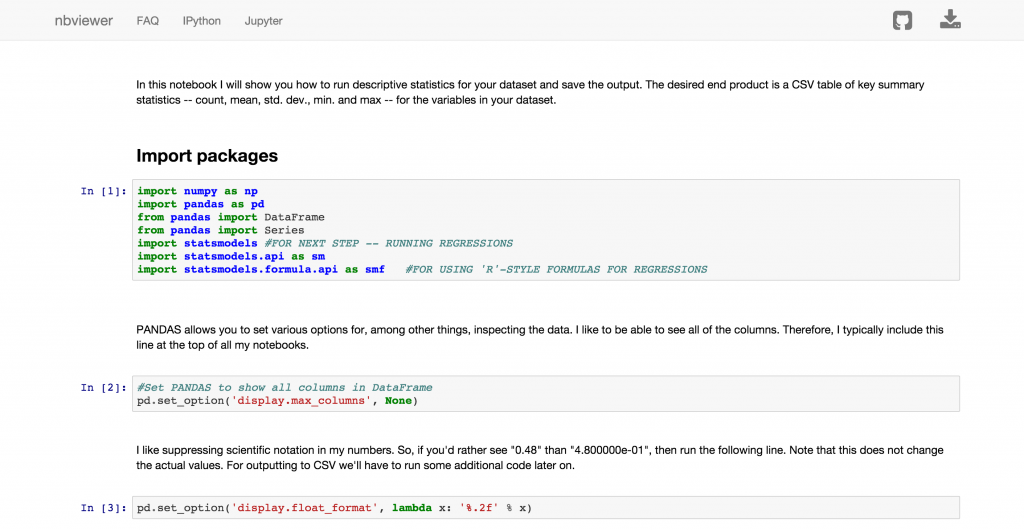 nbviewer FAQ IPython Jupyter
In this notebook I will show you how to run descriptive statistics for your dataset and save the output. The desired end product is a CSV table of key summary
statistics -- count, mean, std. dev., min. and max -- for the variables in your dataset.
Import packages
In [1]: import numpy as np
import pandas as pd
from pandas import DataFrame
from pandas import Series
import statsmodels #FOR NEXT STEP -- RUNNING REGRESSIONS
import statsmodels.api as sm
import statsmodels.formula.api as smf   #FOR USING 'R'-STYLE FORMULAS FOR REGRESSIONS
PANDAS allows you to set various options for, among other things, inspecting the data. I like to be able to see all of the columns. Therefore, I typically include this
line at the top of all my notebooks.
In [2]: #Set PANDAS to show all columns in DataFrame
pd.set_option('display.max_columns', None)
I like suppressing scientific notation in my numbers. So, if you'd rather see "0.48" than "4.800000e-01", then run the following line. Note that this does not change
the actual values. For outputting to CSV we'll have to run some additional code later on.
In [3]: pd.set_option('display.float_format', lambda x: '%.2f' % x)